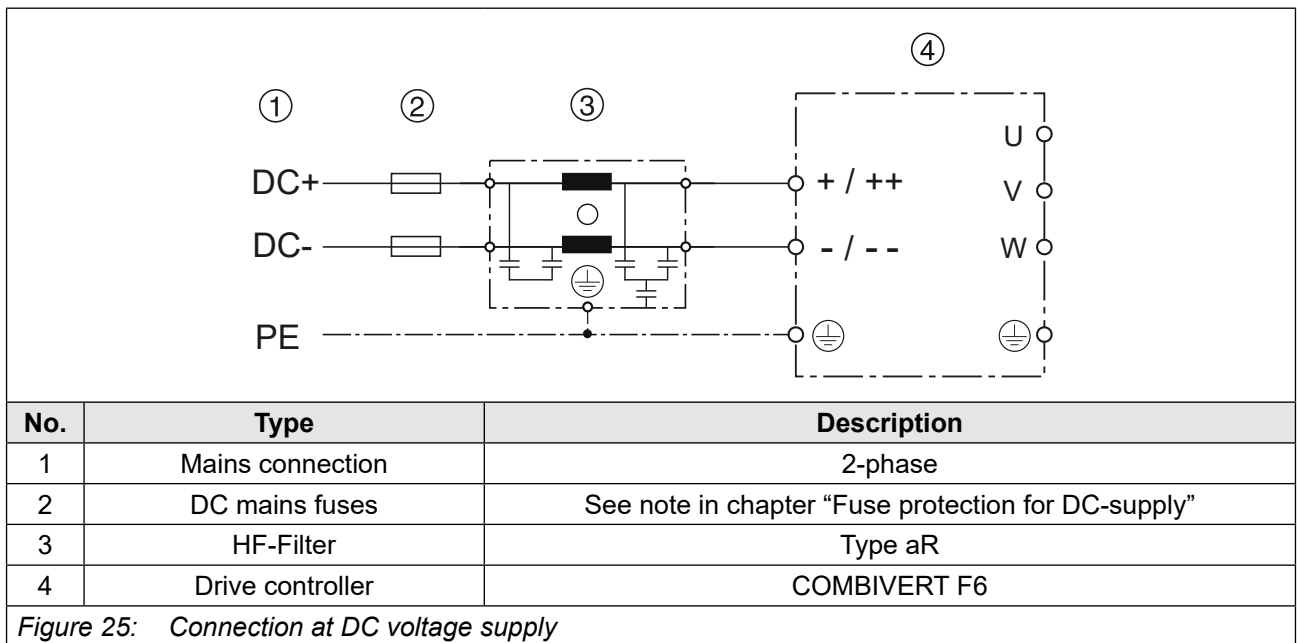 ④
① ② ③
U
DC+ + / ++ V
DC- - / - - W
PE
No. Type Description
1 Mains connection 2-phase
2 DC mains fuses See note in chapter “Fuse protection for DC-supply”
3 HF-Filter Type aR
4 Drive controller COMBIVERT F6
Figure 25: Connection at DC voltage supply